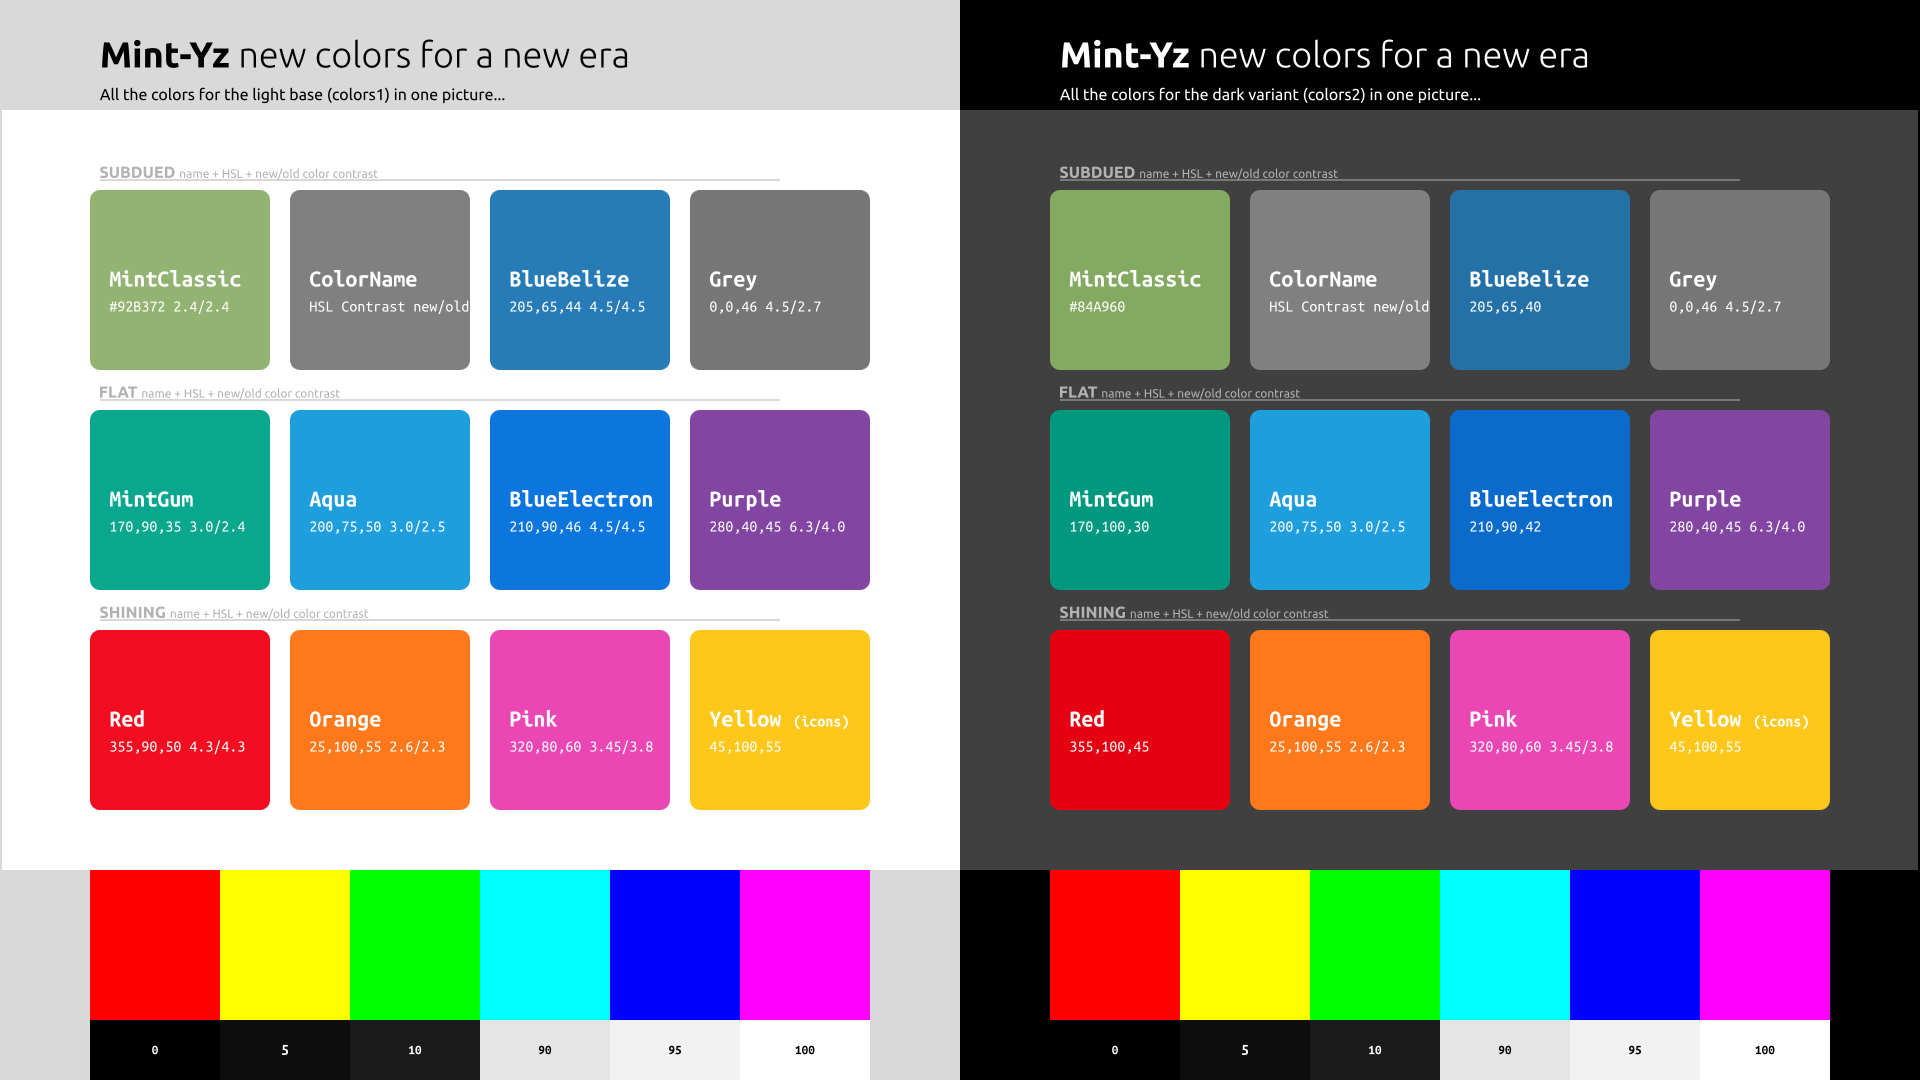 Mint-Yz new colors for a new era
All the colors for the light base (colors1) in one picture...
SUBDUED name + HSL + new/old color contrast
MintClassic
#92B372 2.4/2.4
ColorName
HSL Contrast new/old
BlueBelize
205,65,44 4.5/4.5
Grey
0,0,46 4.5/2.7
FLAT name + HSL + new/old color contrast
MintGum
170,90,35 3.0/2.4
Aqua
200,75,50 3.0/2.5
BlueElectron
210,90,46 4.5/4.5
Purple
280,40,45 6.3/4.0
SHINING name + HSL + new/old color contrast
Red
355,90,50 4.3/4.3
Orange
25,100,55 2.6/2.3
Pink
320,80,60 3.45/3.8
Yellow (icons)
45,100,55
0 5 10 90 95 100
Mint-Yz new colors for a new era
All the colors for the dark variant (colors2) in one picture...
SUBDUED name + HSL + new/old color contrast
MintClassic
#84A960
ColorName
HSL Contrast new/old
BlueBelize
205,65,40
Grey
0,0,46 4.5/2.7
FLAT name + HSL + new/old color contrast
MintGum
170,100,30
Aqua
200,75,50 3.0/2.5
BlueElectron
210,90,42
Purple
280,40,45 6.3/4.0
SHINING name + HSL + new/old color contrast
Red
355,100,45
Orange
25,100,55 2.6/2.3
Pink
320,80,60 3.45/3.8
Yellow (icons)
45,100,55
0 5 10 90 95 100